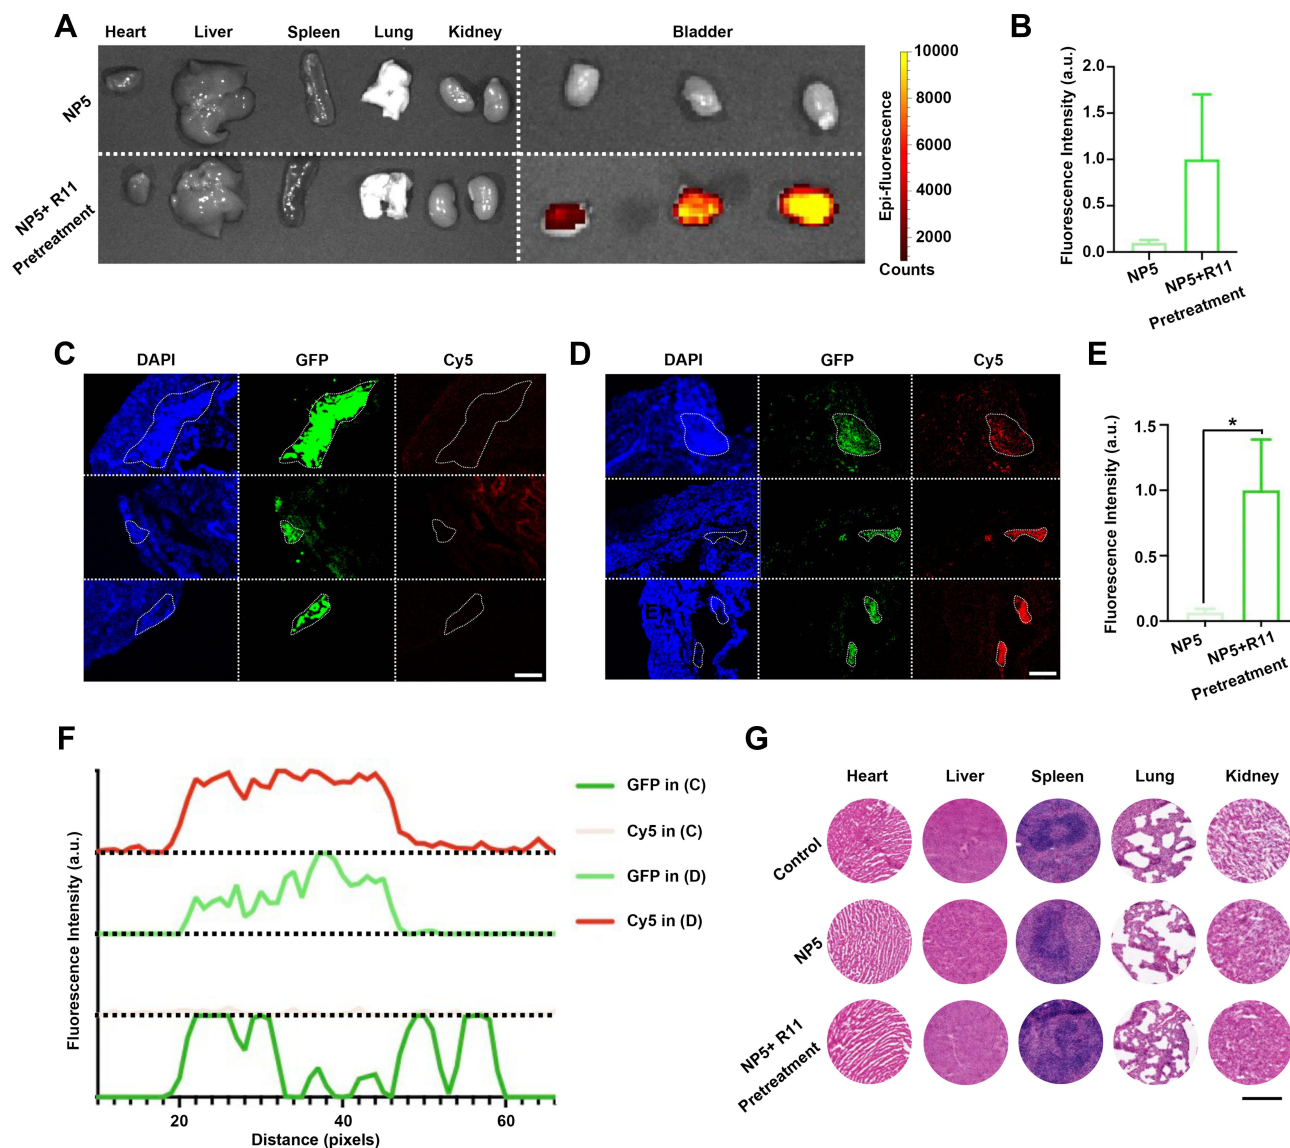 A
Heart Liver Spleen Lung Kidney Bladder
NP5
NP5+ R11
Pretreatment
10000
8000
6000
4000
2000
Epi-fluorescence
Counts
B
Fluorescence Intensity (a.u.)
2.0
1.5
1.0
0.5
0.0
NP5
NP5+R11
Pretreatment
C
DAPI GFP Cy5
D
DAPI GFP Cy5
E
E
Fluorescence Intensity (a.u.)
1.5
1.0
0.5
0.0
*
NP5
NP5+R11
Pretreatment
F
Fluorescence Intensity (a.u.)
20 40 60
Distance (pixels)
GFP in (C)
Cy5 in (C)
GFP in (D)
Cy5 in (D)
G
Heart Liver Spleen Lung Kidney
Control
NP5
NP5+ R11
Pretreatment